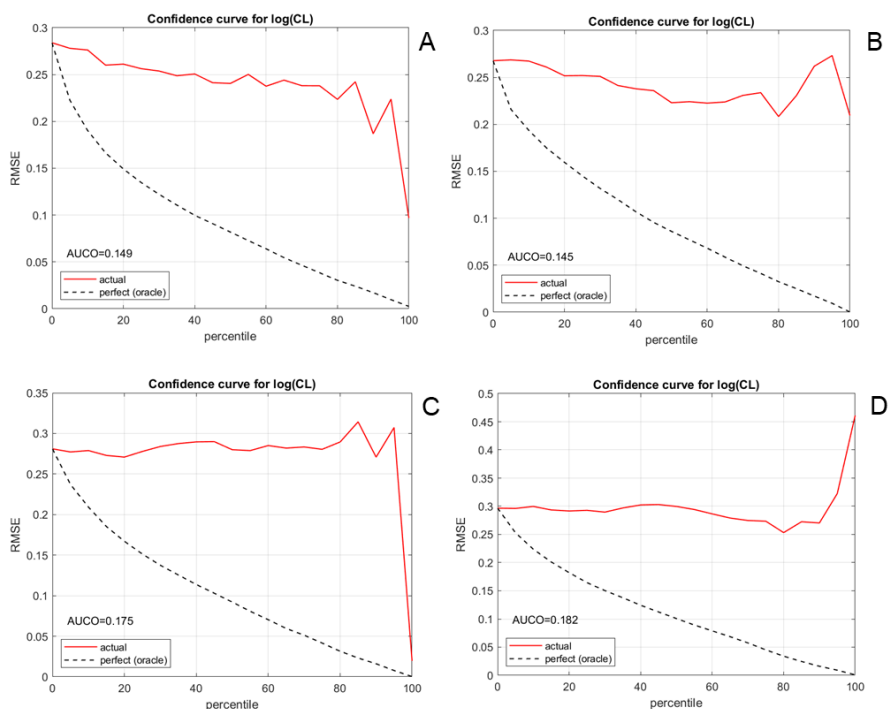 Confidence curve for log(CL)
A
0.3
0.25
0.2
0.15
0.1
0.05
0
RMSE
AUCO=0.149
actual
perfect (oracle)
0 20 40 60 80 100
percentile
Confidence curve for log(CL)
B
0.3
0.25
0.2
0.15
0.1
0.05
0
RMSE
AUCO=0.145
actual
perfect (oracle)
0 20 40 60 80 100
percentile
Confidence curve for log(CL)
C
0.35
0.3
0.25
0.2
0.15
0.1
0.05
0
RMSE
AUCO=0.175
actual
perfect (oracle)
0 20 40 60 80 100
percentile
Confidence curve for log(CL)
D
0.5
0.45
0.4
0.35
0.3
0.25
0.2
0.15
0.1
0.05
0
RMSE
AUCO=0.182
actual
perfect (oracle)
0 20 40 60 80 100
percentile